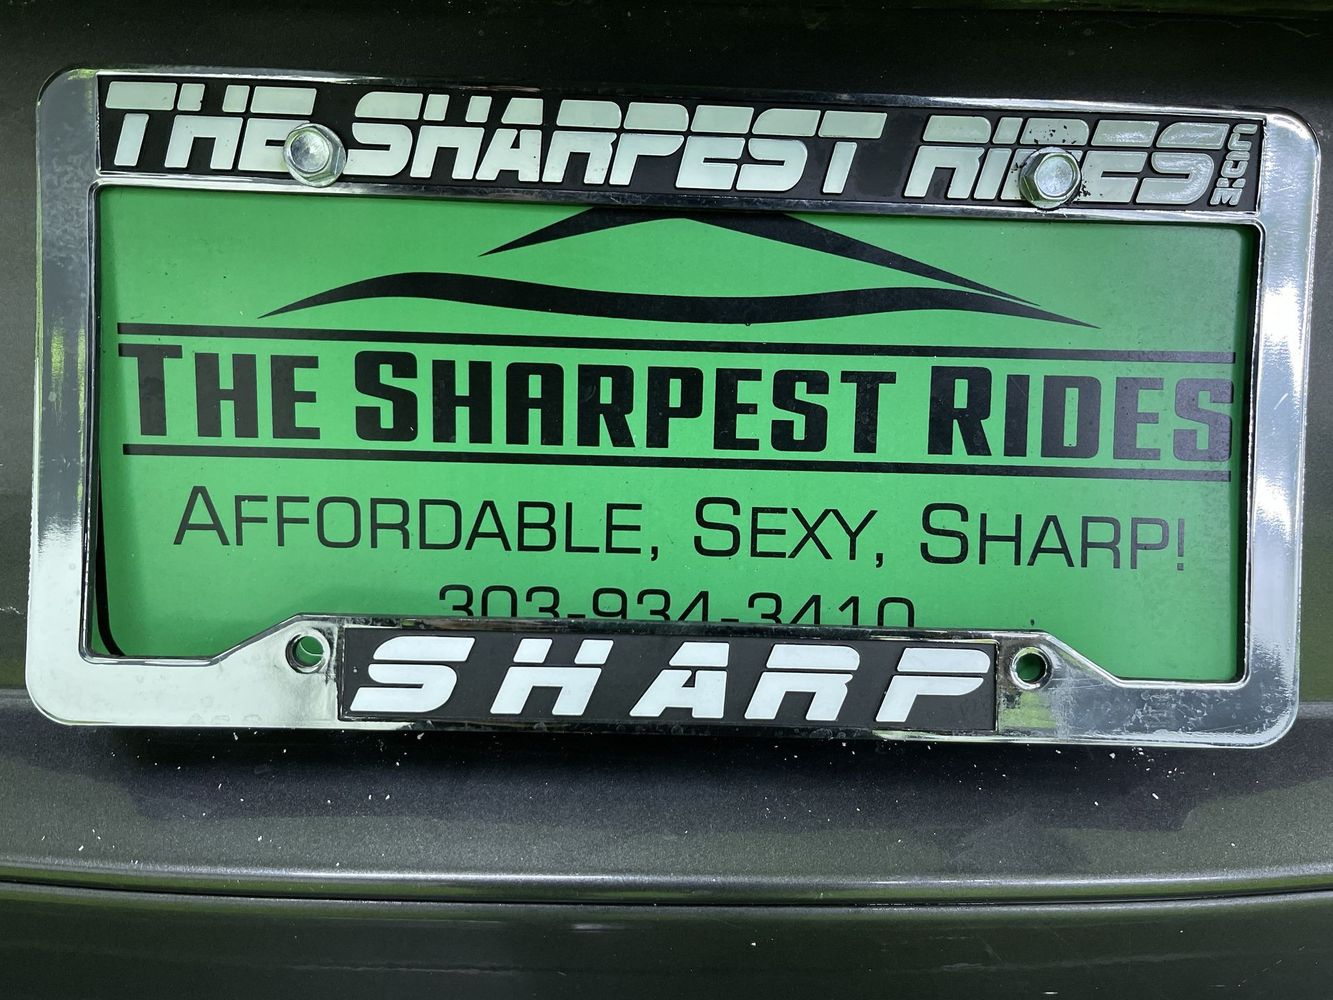 THE SHARPEST RIDES.COM
THE SHARPEST RIDES
AFFORDABLE, SEXY, SHARP!
303-934-3410
SHARP